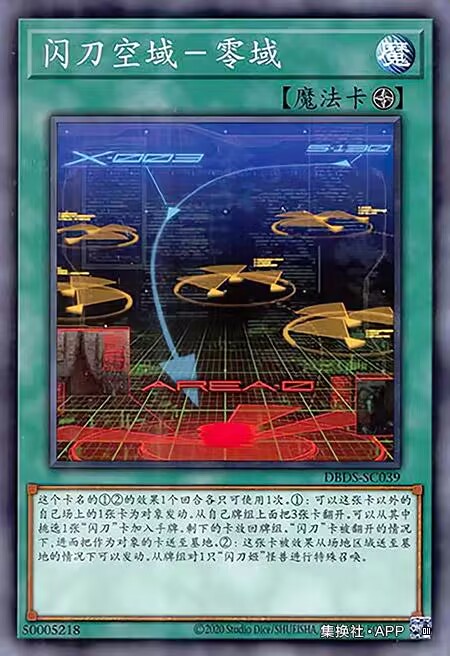 闪刀空域－零域
魔
【魔法卡】
X-003
S-130
AREA-0
DBDS-SC039
这个卡名的①②的效果1个回合各只可使用1次。①：可以这张卡以外的
自己场上的1张卡为对象发动。从自己牌组上面把3张卡翻开。可以从其中
挑选1张“闪刀”卡加入手牌。剩下的卡放回牌组。“闪刀”卡被翻开的情况
下，进而把作为对象的卡送至墓地。②：这张卡被效果从场地区域送至墓
地的情况下可以发动。从牌组对1只“闪刀姬”怪兽进行特殊召唤。
S0005218
©2020 Studio Dice/SHUEISHA,
集换社·APP